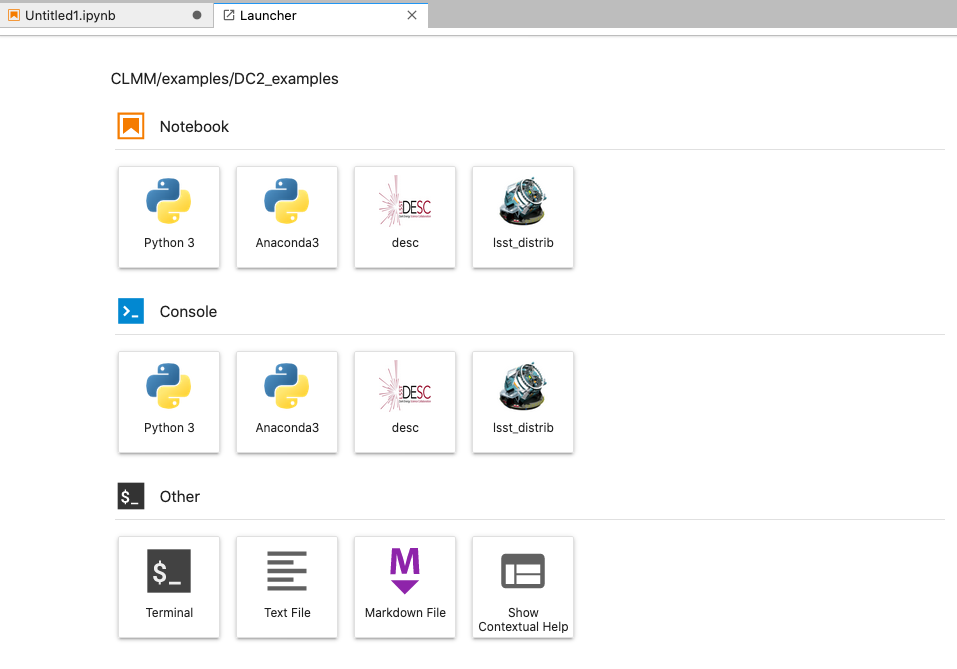 Untitled1.ipynb
Launcher
CLMM/examples/DC2_examples
Notebook
Python 3
Anaconda3
DESC
desc
lsst_distrib
Console
Python 3
Anaconda3
DESC
desc
lsst_distrib
$_ Other
$_
Terminal
Text File
M
Markdown File
Show
Contextual Help